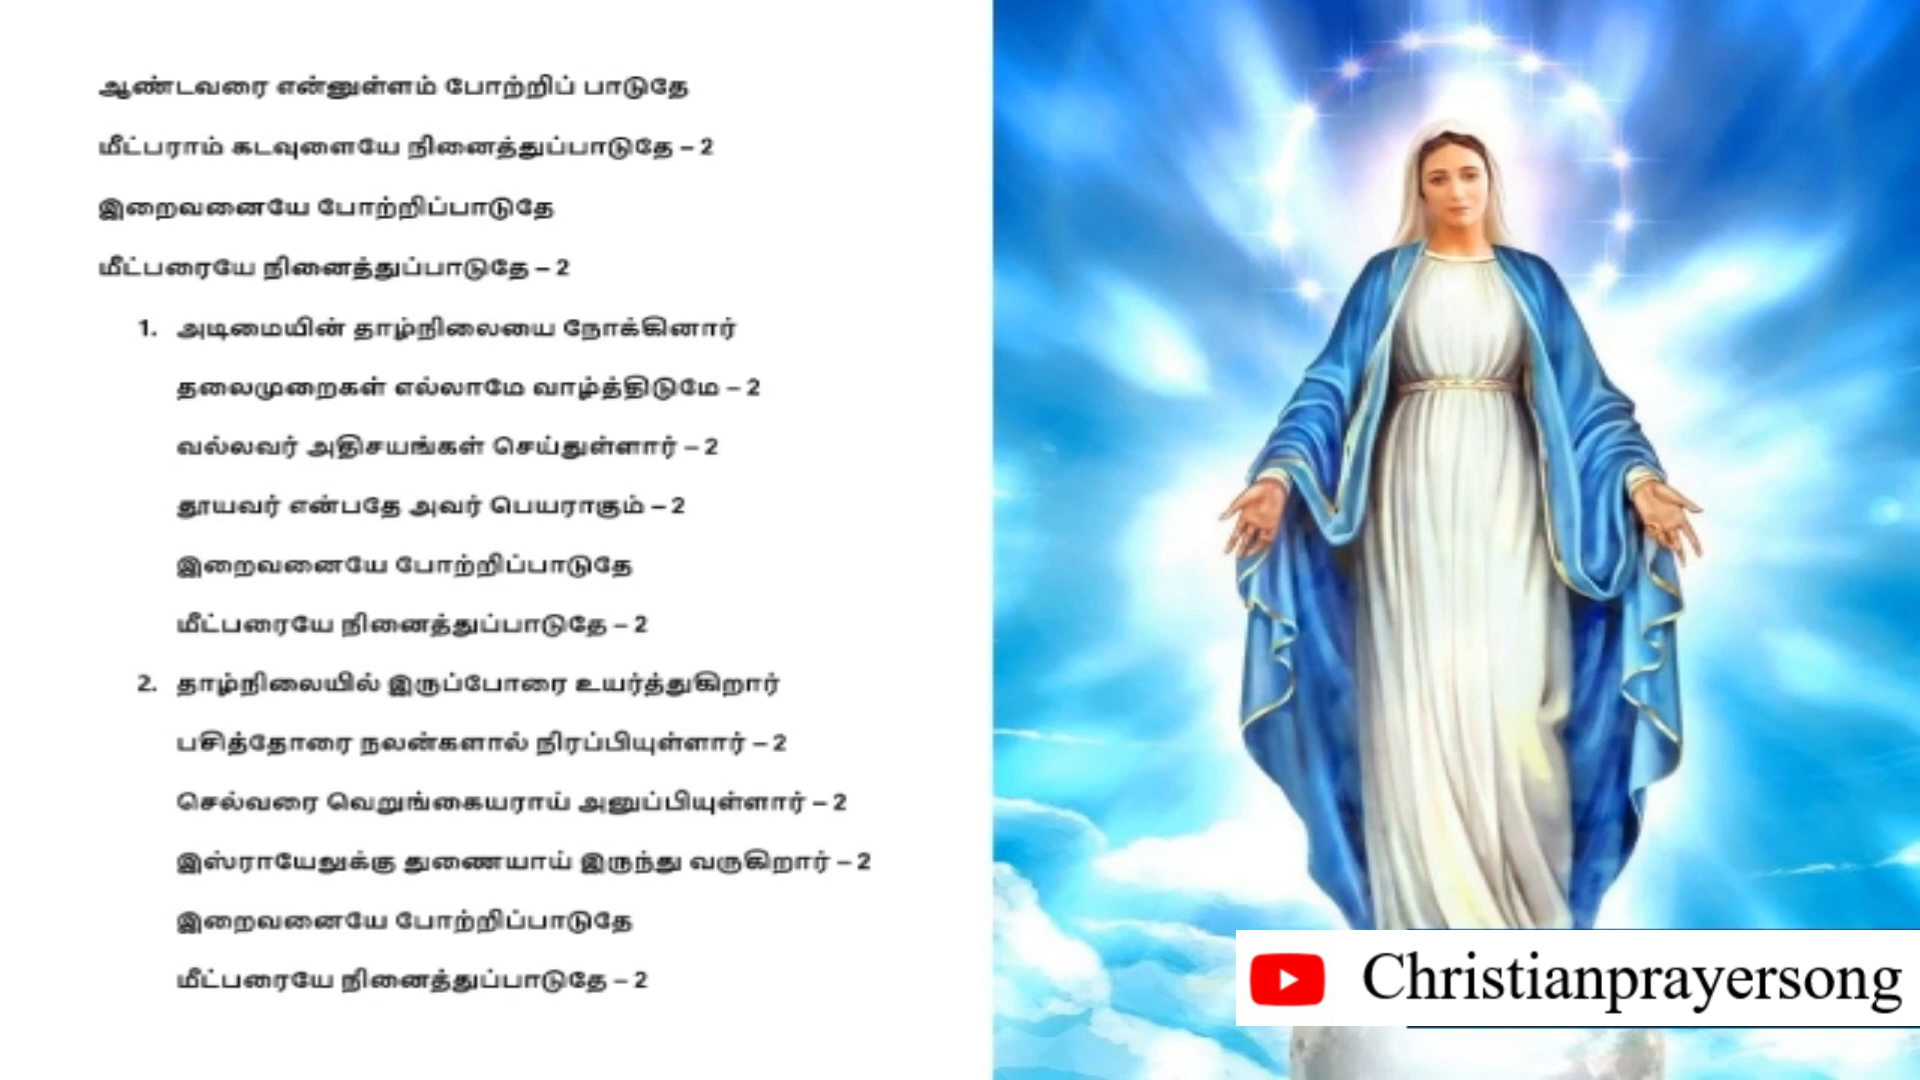 ஆண்டவரை என்னுள்ளம் போற்றிப் பாடுதே
மீட்பராம் கடவுளையே நினைத்துப்பாடுதே – 2
இறைவனையே போற்றிப்பாடுதே
மீட்பரையே நினைத்துப்பாடுதே – 2
1. அடிமையின் தாழ்நிலையை நோக்கினார்
தலைமுறைகள் எல்லாமே வாழ்த்திடுமே – 2
வல்லவர் அதிசயங்கள் செய்துள்ளார் – 2
தூயவர் என்பதே அவர் பெயராகும் – 2
இறைவனையே போற்றிப்பாடுதே
மீட்பரையே நினைத்துப்பாடுதே – 2
2. தாழ்நிலையில் இருப்போரை உயர்த்துகிறார்
பசித்தோரை நலன்களால் நிரப்பியுள்ளார் – 2
செல்வரை வெறுங்கையராய் அனுப்பியுள்ளார் – 2
இஸ்ராயேலுக்கு துணையாய் இருந்து வருகிறார் – 2
இறைவனையே போற்றிப்பாடுதே
மீட்பரையே நினைத்துப்பாடுதே – 2
Christianprayersong